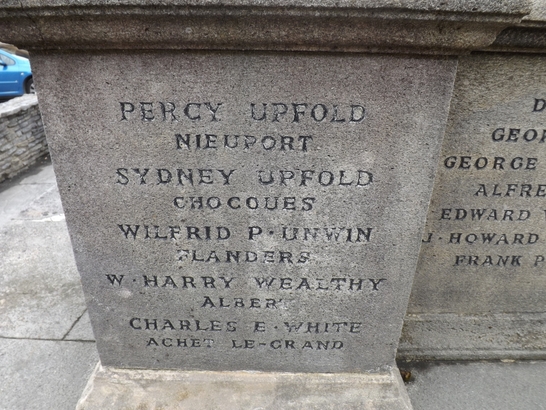 PERCY UPFOLD
NIEUPORT.
SYDNEY UPFOLD
CHOCQUES
WILFRID P·UNWIN
FLANDERS
W·HARRY WEALTHY
ALBERT
CHARLES E·WHITE
ACHET LE-GRAND
D
GEOR
GEORGE
ALFRE
EDWARD
J·HOWARD
FRANK P